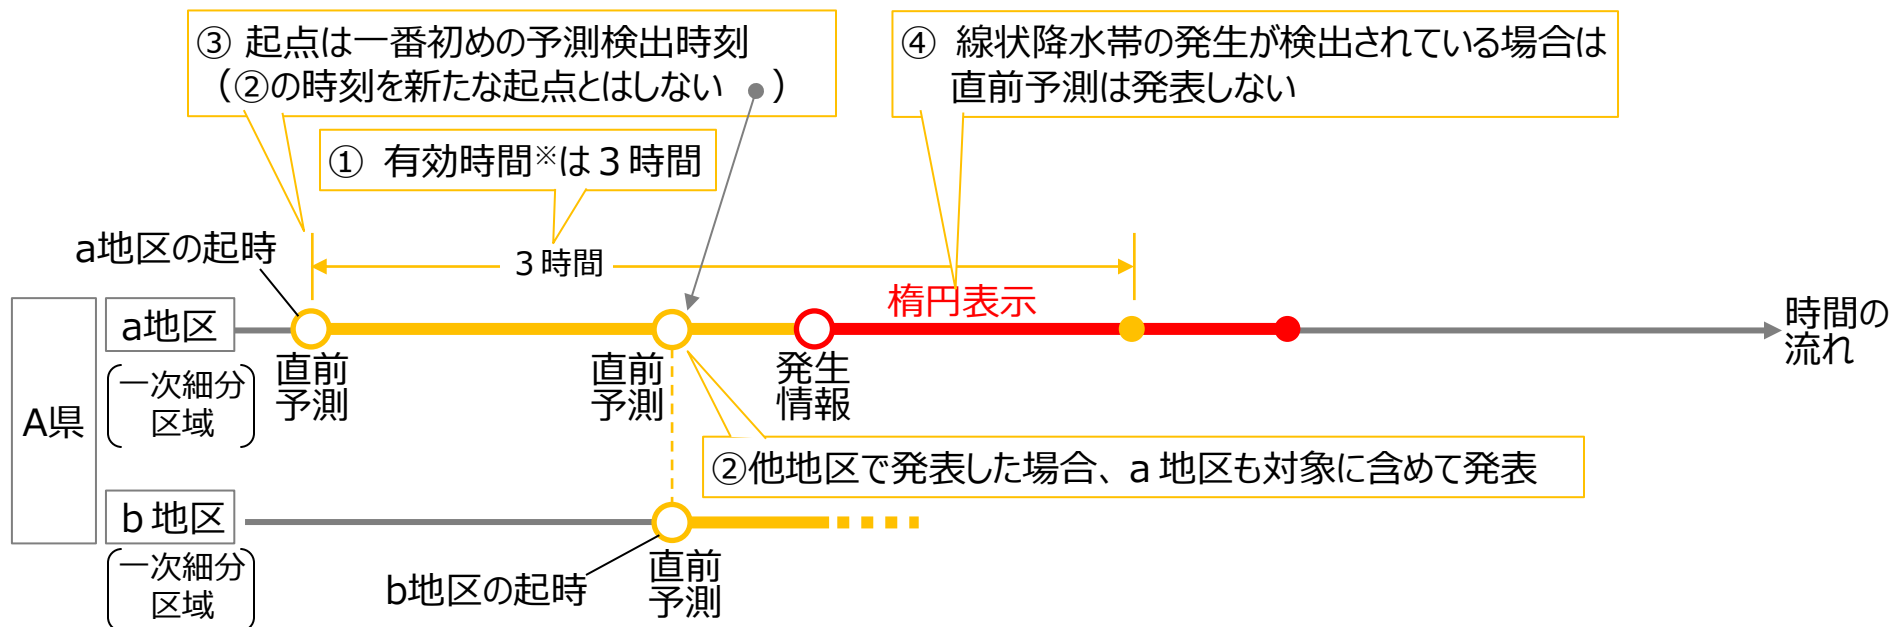 ③ 起点は一番初めの予測検出時刻
（②の時刻を新たな起点とはしない　）
④ 線状降水帯の発生が検出されている場合は
直前予測は発表しない
① 有効時間※は３時間
a地区の起時
３時間
楕円表示
A県
a地区
（一次細分
区域）
直前
予測
直前
予測
発生
情報
時間の
流れ
②他地区で発表した場合、a 地区も対象に含めて発表
b 地区
（一次細分
区域）
b地区の起時
直前
予測